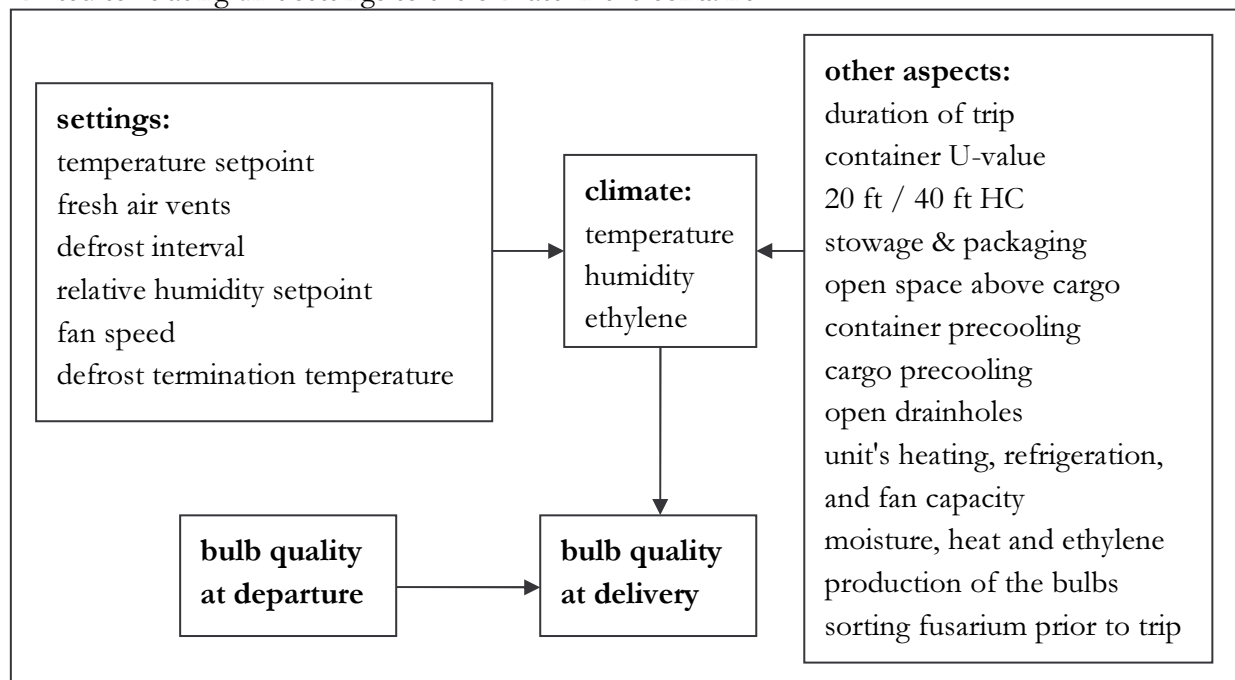 settings:
temperature setpoint
fresh air vents
defrost interval
relative humidity setpoint
fan speed
defrost termination temperature
climate:
temperature
humidity
ethylene
other aspects:
duration of trip
container U-value
20 ft / 40 ft HC
stowage & packaging
open space above cargo
container precooling
cargo precooling
open drainholes
unit's heating, refrigeration,
and fan capacity
moisture, heat and ethylene
production of the bulbs
sorting fusarium prior to trip
bulb quality
at departure
bulb quality
at delivery